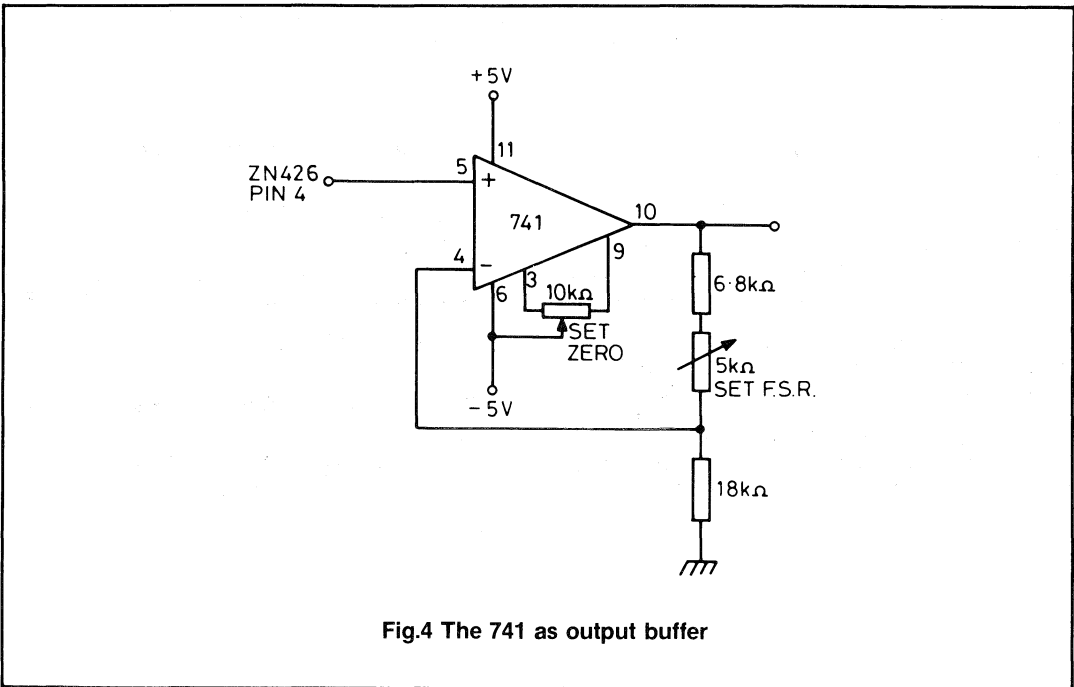 +5V
11
ZN426
PIN 4
5
+
741
10
4
−
9
3
6
10kΩ
SET
ZERO
−5V
6·8kΩ
5kΩ
SET F.S.R.
18kΩ
Fig.4 The 741 as output buffer